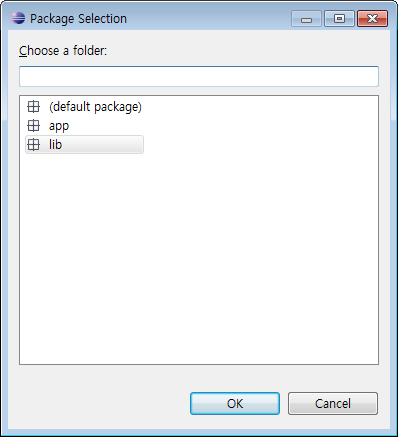 Package Selection
Choose a folder:
(default package)
app
lib
OK
Cancel